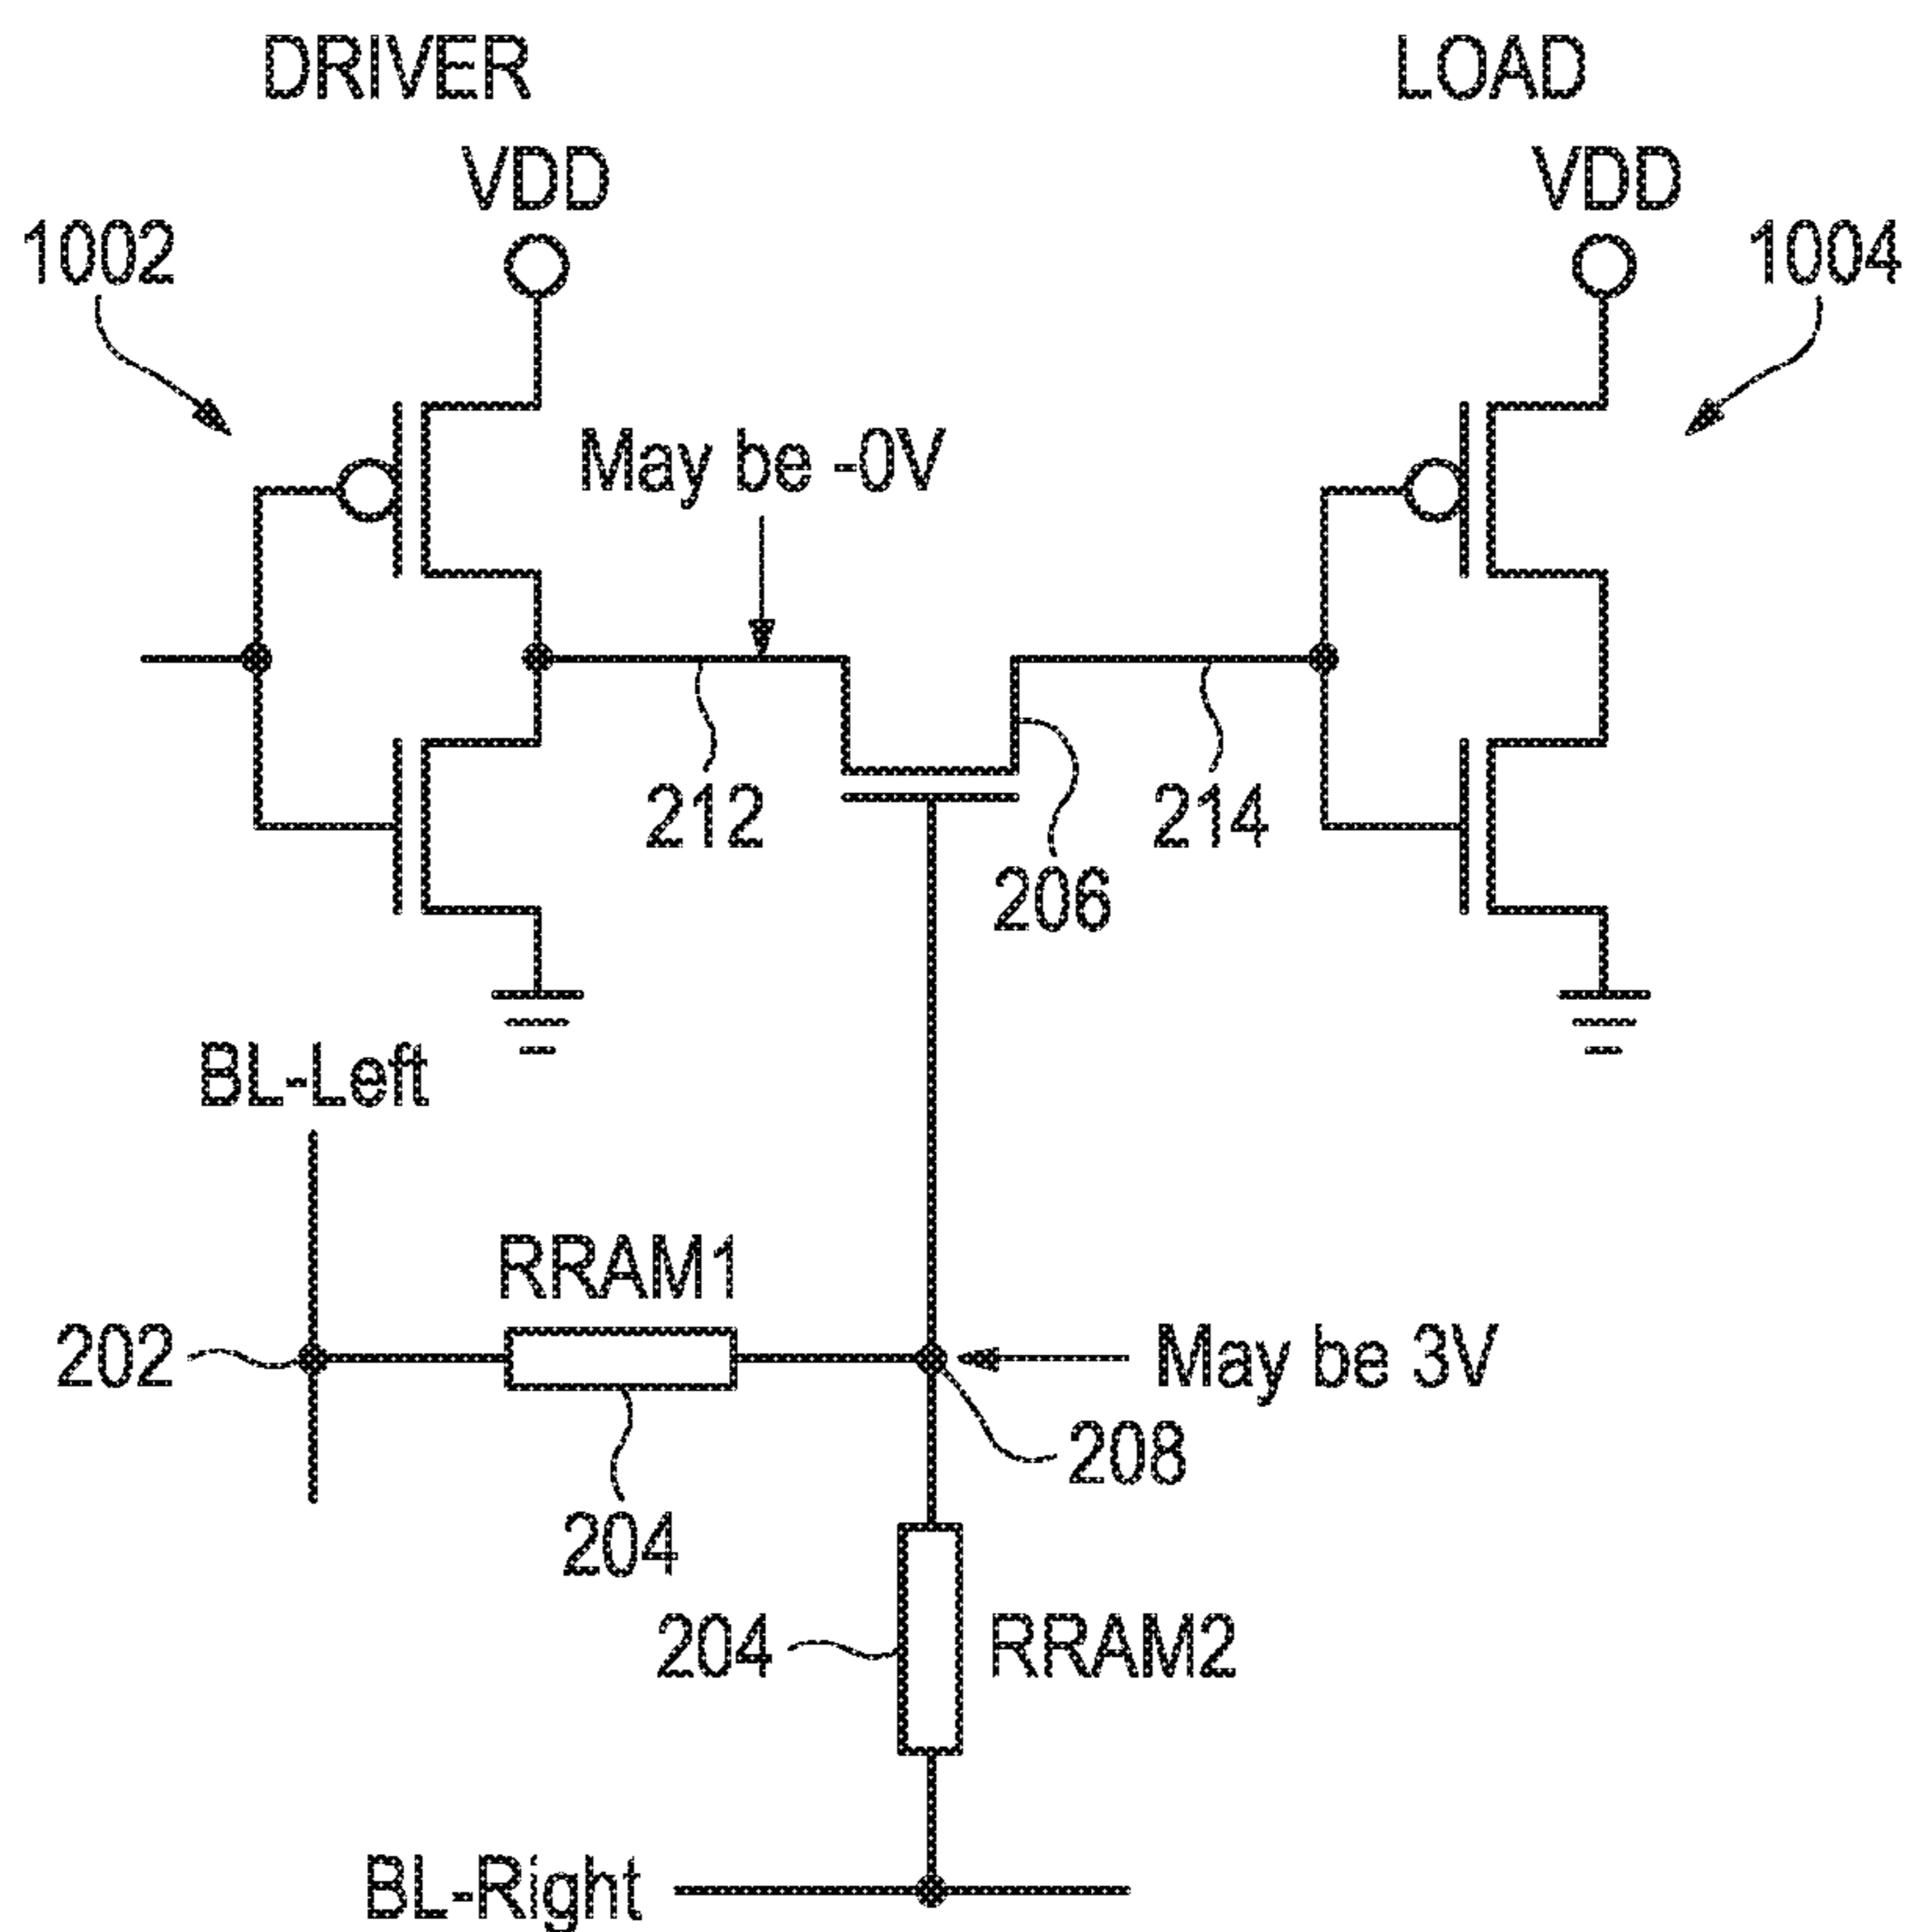 DRIVER
LOAD
VDD
VDD
1002
1004
May be -0V
212
214
206
BL-Left
RRAM1
202
May be 3V
208
204
204
RRAM2
BL-Right